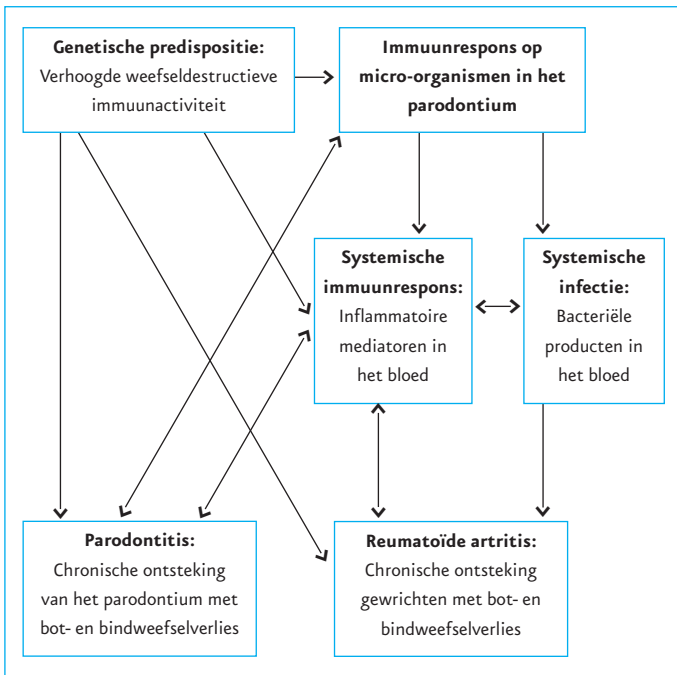 Genetische predispositie:
Verhoogde weefseldestructieve
immuunactiviteit
Immuunrespons op
micro-organismen in het
parodontium
Systemische
immuunrespons:
Inflammatoire
mediatoren in
het bloed
Systemische
infectie:
Bacteriële
producten in
het bloed
Parodontitis:
Chronische ontsteking
van het parodontium met
bot- en bindweefselverlies
Reumatoïde artritis:
Chronische ontsteking
gewrichten met bot- en
bindweefselverlies